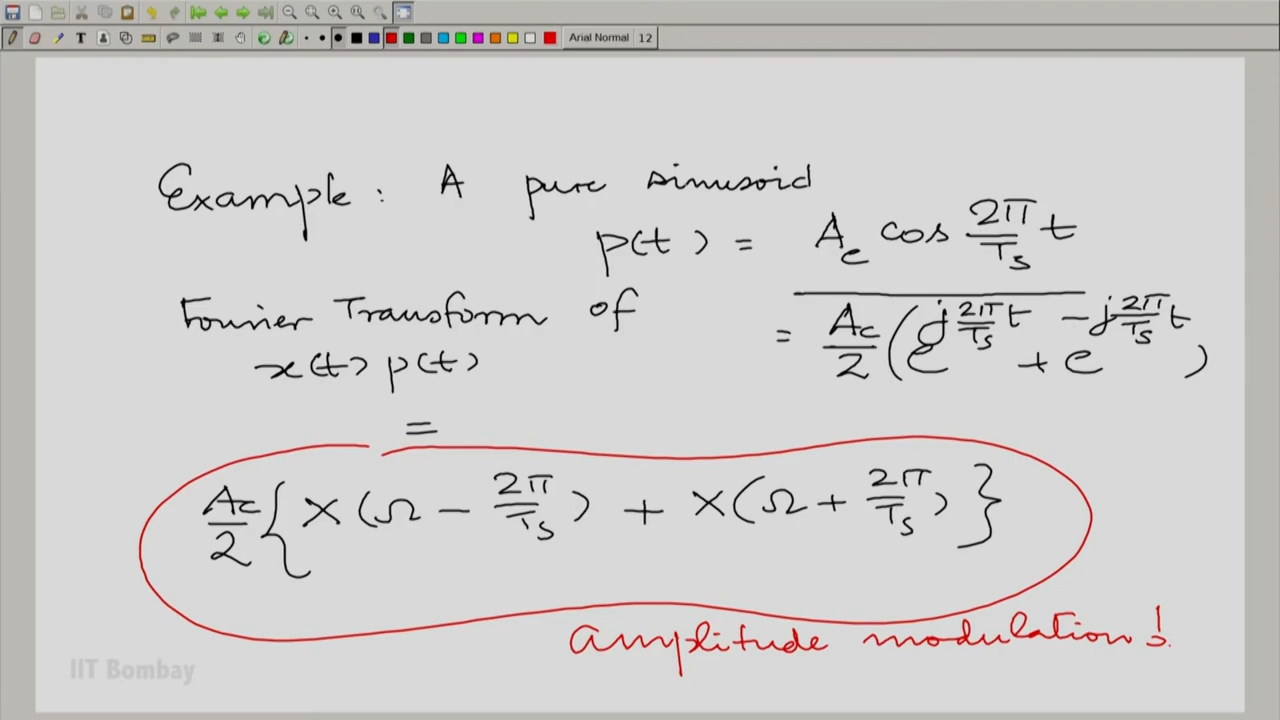 Arial Normal 12
Example: A pure sinusoid
p(t) = A_c cos 2π/T_s t
Fourier Transform of
x(t) p(t)
= A_c/2 (e^{j 2π/T_s t} + e^{-j 2π/T_s t})
=
A_c/2 { X(Ω - 2π/T_s) + X(Ω + 2π/T_s) }
amplitude modulation!
IIT Bombay